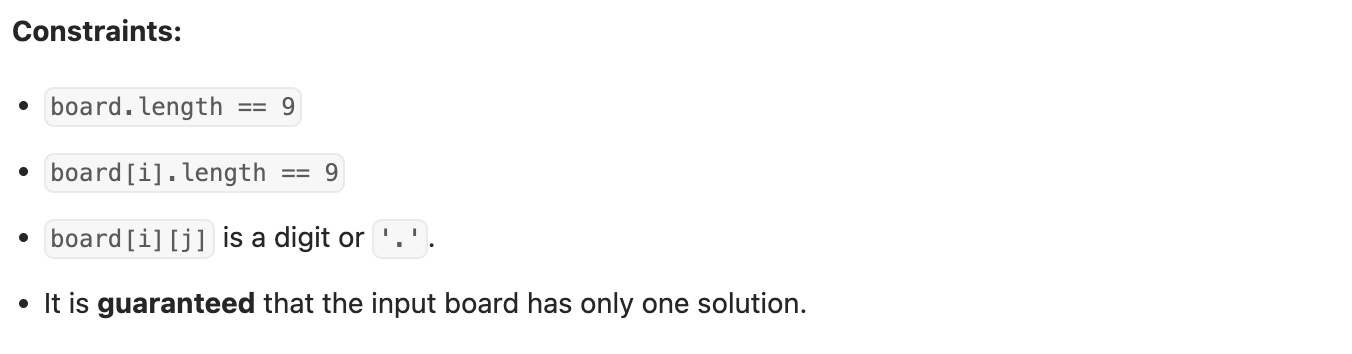 Constraints:
• board.length == 9
• board[i].length == 9
• board[i][j] is a digit or '.'.
• It is guaranteed that the input board has only one solution.